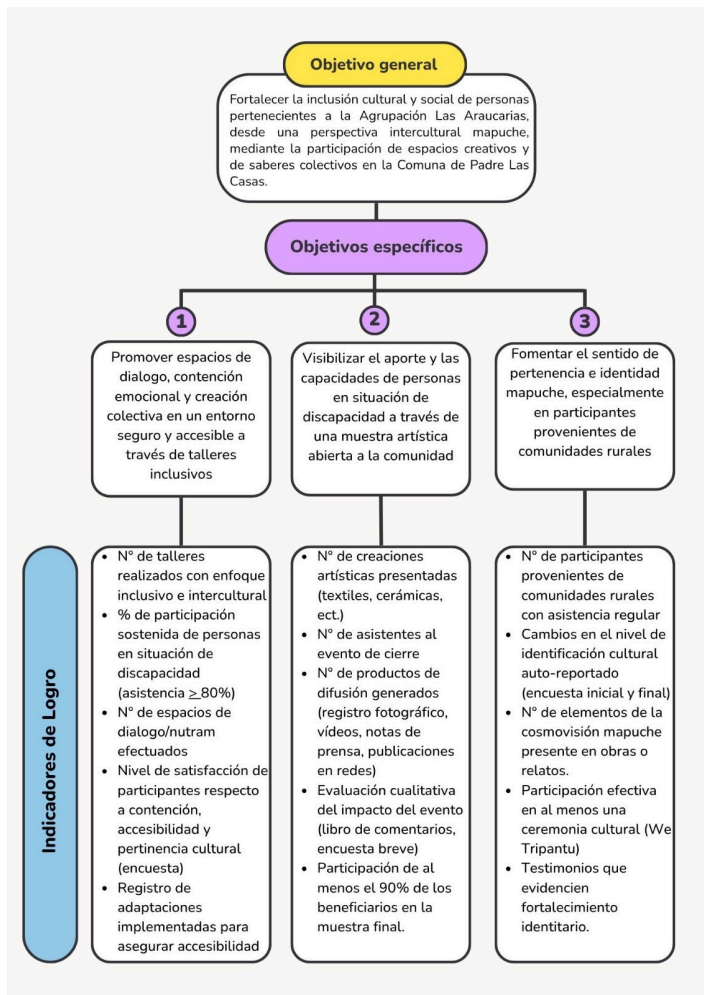 Objetivo general
Fortalecer la inclusión cultural y social de personas
pertenecientes a la Agrupación Las Araucarias,
desde una perspectiva intercultural mapuche,
mediante la participación de espacios creativos y
de saberes colectivos en la Comuna de Padre Las
Casas.
Objetivos específicos
1
Promover espacios de
dialogo, contención
emocional y creación
colectiva en un entorno
seguro y accesible a
través de talleres
inclusivos
2
Visibilizar el aporte y las
capacidades de personas
en situación de
discapacidad a través de
una muestra artística
abierta a la comunidad
3
Fomentar el sentido de
pertenencia e identidad
mapuche, especialmente
en participantes
provenientes de
comunidades rurales
Indicadores de Logro
• N° de talleres
realizados con enfoque
inclusivo e intercultural
• % de participación
sostenida de personas
en situación de
discapacidad
(asistencia ≥ 80%)
• N° de espacios de
dialogo/nutram
efectuados
• Nivel de satisfacción de
participantes respecto
a contención,
accesibilidad y
pertinencia cultural
(encuesta)
• Registro de
adaptaciones
implementadas para
asegurar accesibilidad
• N° de creaciones
artísticas presentadas
(textiles, cerámicas,
ect.)
• N° de asistentes al
evento de cierre
• N° de productos de
difusión generados
(registro fotográfico,
vídeos, notas de
prensa, publicaciones
en redes)
• Evaluación cualitativa
del impacto del evento
(libro de comentarios,
encuesta breve)
• Participación de al
menos el 90% de los
beneficiarios en la
muestra final.
• N° de participantes
provenientes de
comunidades rurales
con asistencia regular
• Cambios en el nivel de
identificación cultural
auto-reportado
(encuesta inicial y final)
• N° de elementos de la
cosmovisión mapuche
presente en obras o
relatos.
• Participación efectiva
en al menos una
ceremonia cultural (We
Tripantu)
• Testimonios que
evidencien
fortalecimiento
identitario.